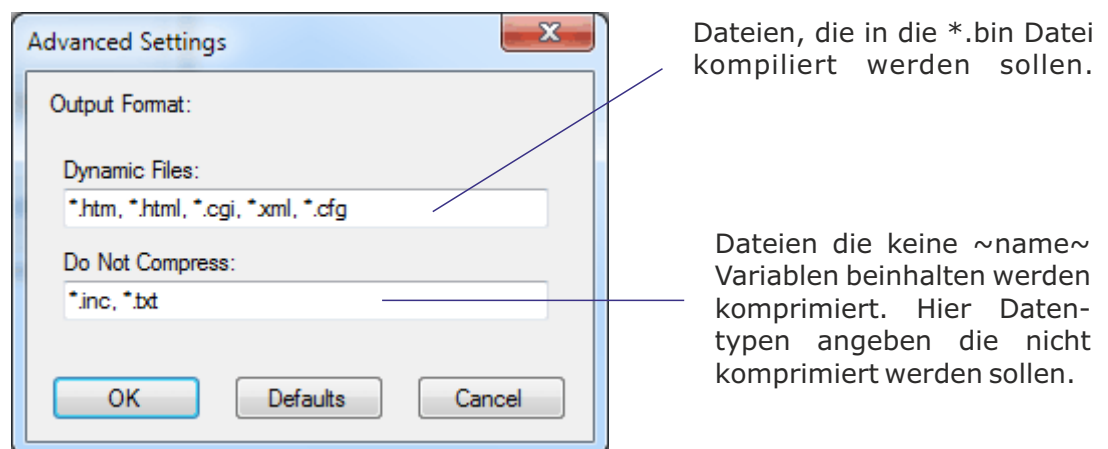 Advanced Settings
Output Format:
Dynamic Files:
*.htm, *.html, *.cgi, *.xml, *.cfg
Do Not Compress:
*.inc, *.txt
OK
Defaults
Cancel
Dateien, die in die *.bin Datei
kompiliert werden sollen.
Dateien die keine ~name~
Variablen beinhalten werden
komprimiert. Hier Daten-
typen angeben die nicht
komprimiert werden sollen.